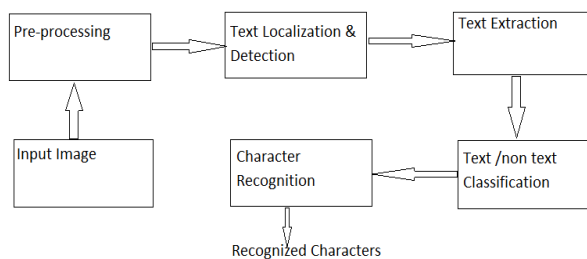 Pre-processing
Text Localization &
Detection
Text Extraction
Input Image
Character
Recognition
Text /non text
Classification
Recognized Characters